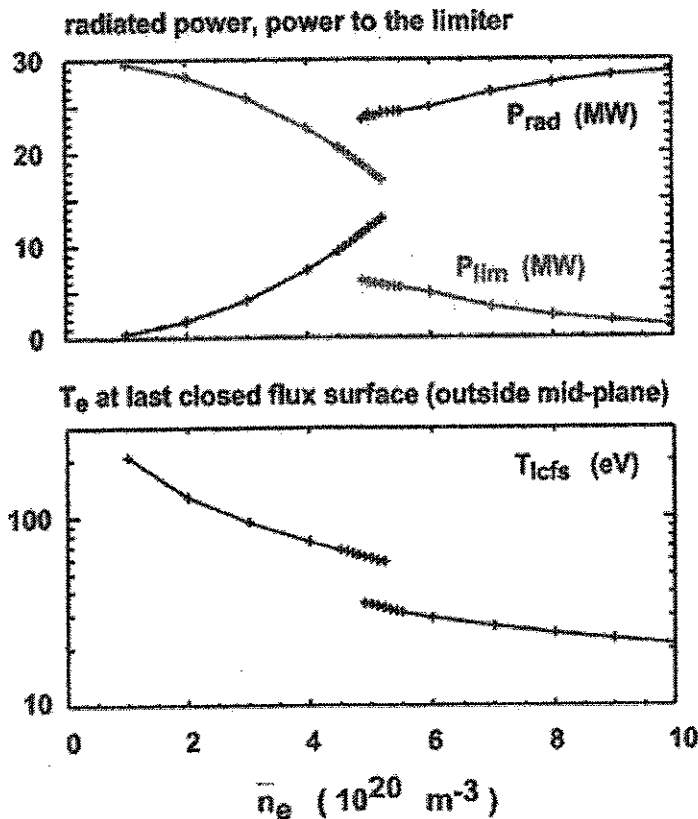 radiated power, power to the limiter
30
20
10
0
P_rad (MW)
P_lim (MW)
T_e at last closed flux surface (outside mid-plane)
100
10
T_lcfs (eV)
0 2 4 6 8 10
n̄_e ( 10^20 m^-3 )